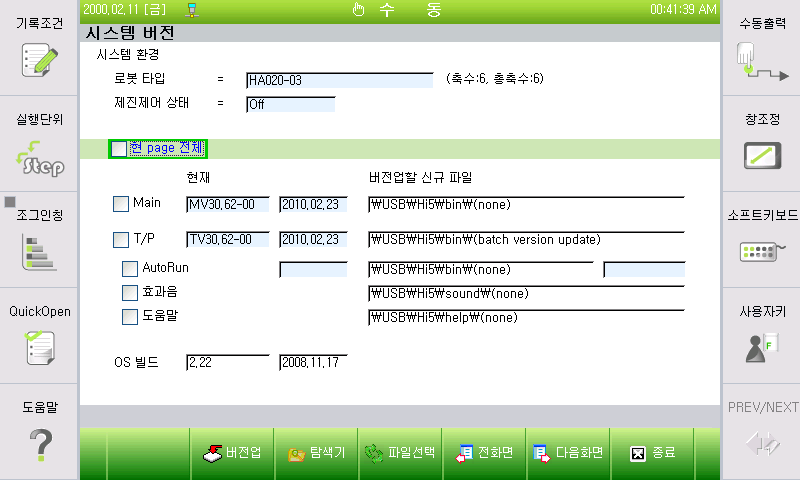 2000.02.11 [금] 수 동 00:41:39 AM
시스템 버전
기록조건
실행단위
Step
조그인칭
QuickOpen
도움말
시스템 환경
로봇 타입 = HA020-03 (축수:6, 총축수:6)
제진제어 상태 = Off
현 page 전체
현재 버전업할 신규 파일
Main MV30.62-00 2010.02.23 ₩USB₩Hi5₩bin₩(none)
T/P TV30.62-00 2010.02.23 ₩USB₩Hi5₩bin₩(batch version update)
AutoRun ₩USB₩Hi5₩bin₩(none)
효과음 ₩USB₩Hi5₩sound₩(none)
도움말 ₩USB₩Hi5₩help₩(none)
OS 빌드 2.22 2008.11.17
수동출력
창조정
소프트키보드
사용자키
F
PREV/NEXT
버전업 탐색기 파일선택 전화면 다음화면 종료